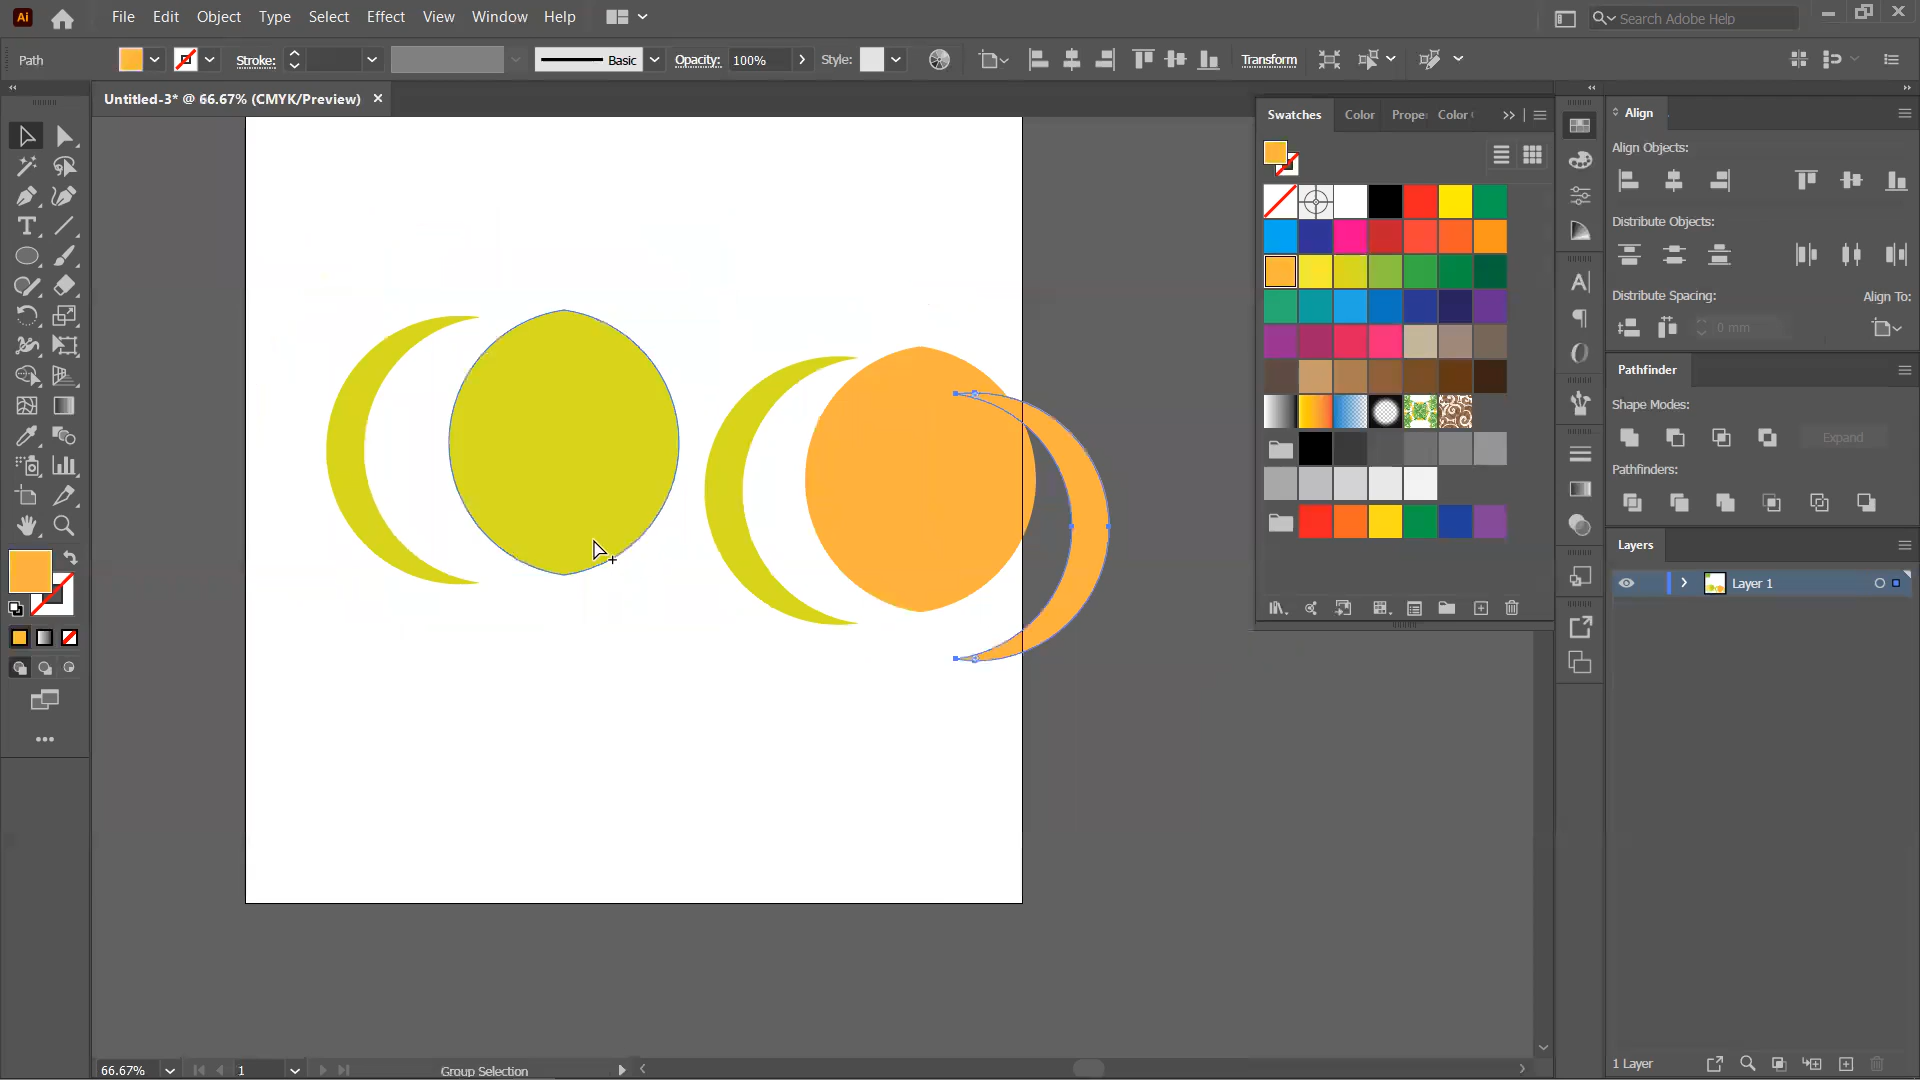 Ai File Edit Object Type Select Effect View Window Help Search Adobe Help
Path Stroke: Basic Opacity: 100% Style: Transform
Untitled-3* @ 66.67% (CMYK/Preview)
Swatches Color Prope Color
Align
Align Objects:
Distribute Objects:
Distribute Spacing: Align To:
0 mm
Pathfinder
Shape Modes:
Expand
Pathfinders:
Layers
Layer 1
1 Layer
66.67% 1 Group Selection